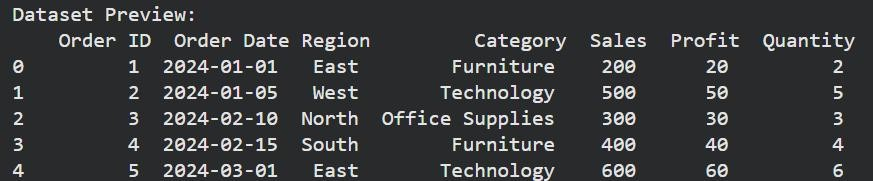 Dataset Preview:
Order ID Order Date Region Category Sales Profit Quantity
0 1 2024-01-01 East Furniture 200 20 2
1 2 2024-01-05 West Technology 500 50 5
2 3 2024-02-10 North Office Supplies 300 30 3
3 4 2024-02-15 South Furniture 400 40 4
4 5 2024-03-01 East Technology 600 60 6